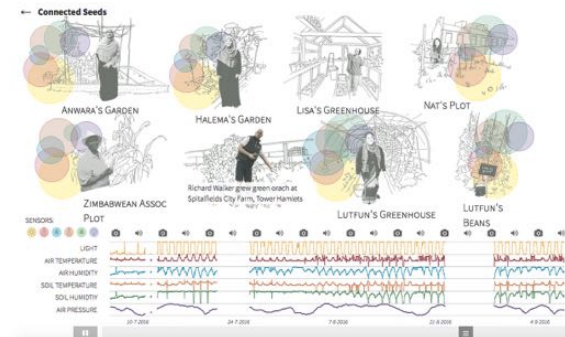 ← Connected Seeds
ANWARA'S GARDEN
HALEMA'S GARDEN
LISA'S GREENHOUSE
NAT'S PLOT
ZIMBABWEAN ASSOC
PLOT
Richard Walker grew green orach at
Spitalfields City Farm, Tower Hamlets
LUTFUN'S GREENHOUSE
LUTFUN'S
BEANS
SENSORS:
LIGHT
AIR TEMPERATURE
AIR HUMIDITY
SOIL TEMPERATURE
SOIL HUMIDITY
AIR PRESSURE
10-7-2016
24-7-2016
7-8-2016
21-8-2016
4-9-2016